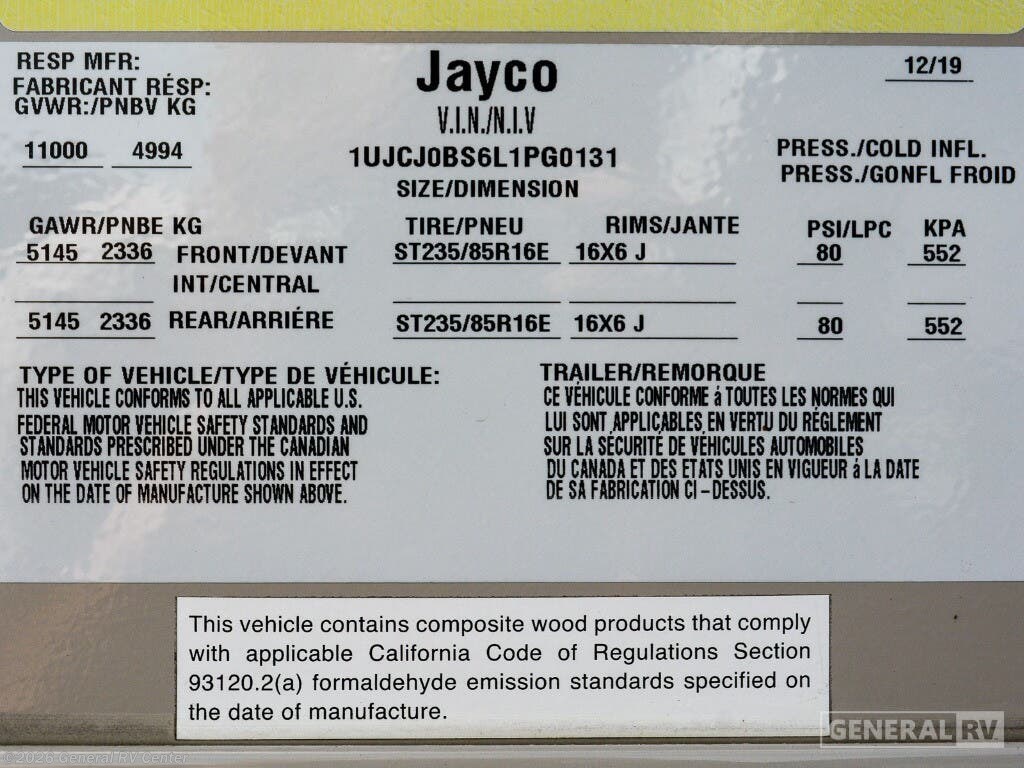 RESP MFR:
FABRICANT RÉSP:
GVWR:/PNBV KG
Jayco
12/19
V.I.N./N.I.V
11000 4994
1UJCJ0BS6L1PG0131
PRESS./COLD INFL.
PRESS./GONFL FROID
SIZE/DIMENSION
GAWR/PNBE KG TIRE/PNEU RIMS/JANTE PSI/LPC KPA
5145 2336 FRONT/DEVANT ST235/85R16E 16X6 J 80 552
INT/CENTRAL
5145 2336 REAR/ARRIÉRE ST235/85R16E 16X6 J 80 552
TYPE OF VEHICLE/TYPE DE VÉHICULE: TRAILER/REMORQUE
THIS VEHICLE CONFORMS TO ALL APPLICABLE U.S.
FEDERAL MOTOR VEHICLE SAFETY STANDARDS AND
STANDARDS PRESCRIBED UNDER THE CANADIAN
MOTOR VEHICLE SAFETY REGULATIONS IN EFFECT
ON THE DATE OF MANUFACTURE SHOWN ABOVE.
CE VÉHICULE CONFORME á TOUTES LES NORMES QUI
LUI SONT APPLICABLES EN VERTU DU RÉGLEMENT
SUR LA SÉCURITÉ DE VÉHICULES AUTOMOBILES
DU CANADA ET DES ETATS UNIS EN VIGUEUR á LA DATE
DE SA FABRICATION CI-DESSUS.
This vehicle contains composite wood products that comply
with applicable California Code of Regulations Section
93120.2(a) formaldehyde emission standards specified on
the date of manufacture.
GENERAL RV
©2026 General RV Center